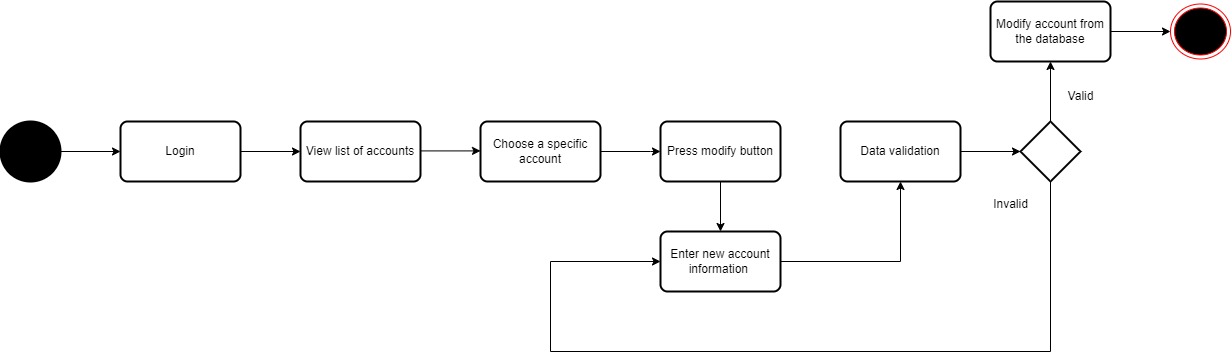 Modify account from
the database
Valid
Login
View list of accounts
Choose a specific
account
Press modify button
Data validation
Invalid
Enter new account
information